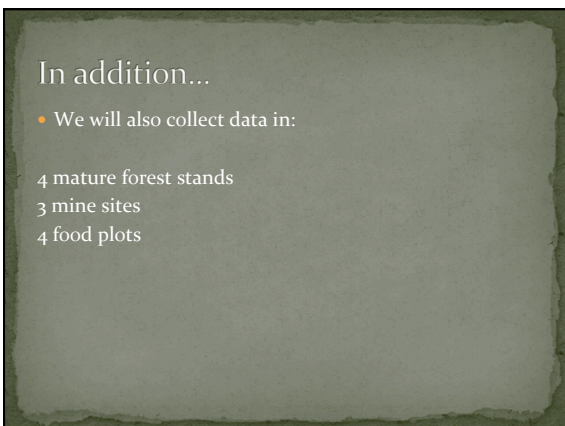 In addition...
• We will also collect data in:
4 mature forest stands
3 mine sites
4 food plots